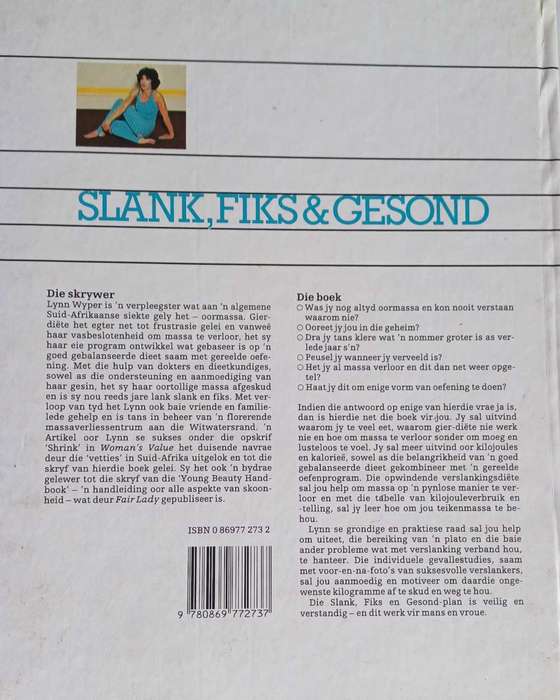 SLANK, FIKS & GESOND
Die skrywer
Lynn Wyper is 'n verpleegster wat aan 'n algemene
Suid-Afrikaanse siekte gely het – oormassa. Gier-
diëte het egter net tot frustrasie gelei en vanweë
haar vasbeslotenheid om massa te verloor, het sy
haar eie program ontwikkel wat gebaseer is op 'n
goed gebalanseerde dieet saam met gereelde oefe-
ning. Met die hulp van dokters en dieetkundiges,
sowel as die ondersteuning en aanmoediging van
haar gesin, het sy haar oortollige massa afgeskud
en is sy nou reeds jare lank slank en fiks. Met ver-
loop van tyd het Lynn ook baie vriende en familie-
lede gehelp en is tans in beheer van 'n florerende
massaverliessentrum aan die Witwatersrand. 'n
Artikel oor Lynn se sukses onder die opskrif
'Shrink' in Woman's Value het duisende navrae
deur die 'vetties' in Suid-Afrika uitgelok en tot die
skryf van hierdie boek gelei. Sy het ook 'n bydrae
gelewer tot die skryf van die 'Young Beauty Hand-
book' – 'n handleiding oor alle aspekte van skoon-
heid – wat deur Fair Lady gepubliseer is.
ISBN 0 86977 273 2
9 780869 772737
Die boek
Was jy nog altyd oormassa en kon nooit verstaan
waarom nie?
Ooreet jy jou in die geheim?
Dra jy tans klere wat 'n nommer groter is as ver-
lede jaar s'n?
Peusel jy wanneer jy verveeld is?
Het jy al massa verloor en dit dan net weer opge-
tel?
Haat jy dit om enige vorm van oefening te doen?
Indien die antwoord op enige van hierdie vrae ja is,
dan is hierdie net die boek vir jou. Jy sal uitvind
waarom jy te veel eet, waarom gier-diëte nie werk
nie en hoe om massa te verloor sonder om moeg en
lusteloos te voel. Jy sal meer uitvind oor kilojoules
en kalorieë, sowel as die belangrikheid van 'n goed
gebalanseerde dieet gekombineer met 'n gereelde
oefenprogram. Die opwindende verslankingsdiëte
sal jou help om massa op 'n pynlose manier te ver-
loor en met die tabelle van kilojouleverbruik en
-telling, sal jy leer hoe om jou teikenmassa te be-
hou.
Lynn se grondige en praktiese raad sal jou help
om uiteet, die bereiking van 'n plato en die baie
ander probleme wat met verslanking verband hou,
te hanteer. Die individuele gevallestudies, saam
met voor-en-na-foto's van suksesvolle verslankers,
sal jou aanmoedig en motiveer om daardie onge-
wenste kilogramme af te skud en weg te hou.
Die Slank, Fiks en Gesond-plan is veilig en
verstandig – en dit werk vir mans en vroue.